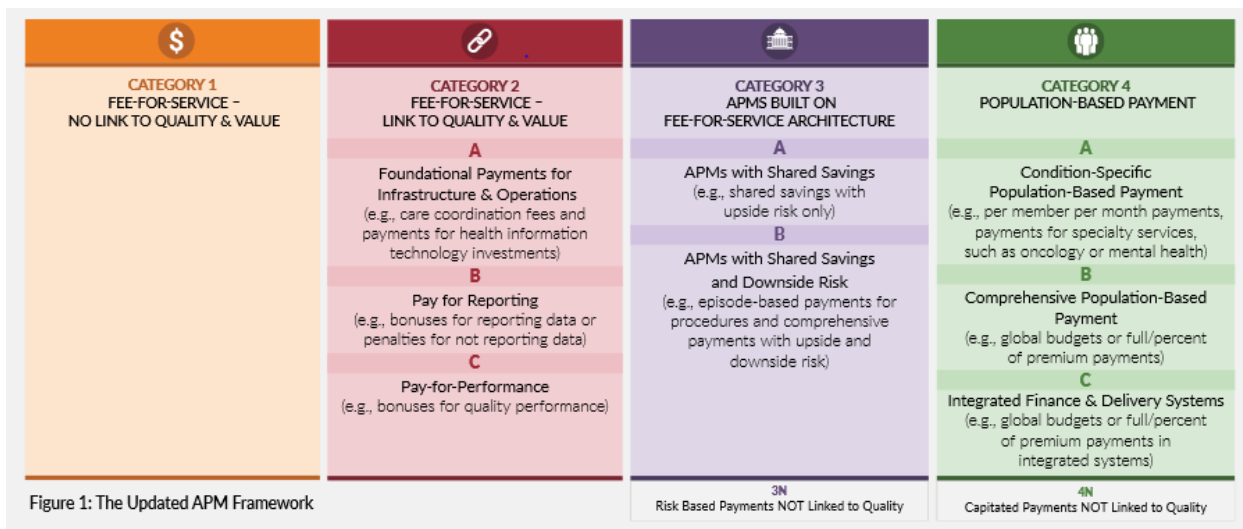 $
CATEGORY 1
FEE-FOR-SERVICE –
NO LINK TO QUALITY & VALUE
CATEGORY 2
FEE-FOR-SERVICE –
LINK TO QUALITY & VALUE
A
Foundational Payments for
Infrastructure & Operations
(e.g., care coordination fees and
payments for health information
technology investments)
B
Pay for Reporting
(e.g., bonuses for reporting data or
penalties for not reporting data)
C
Pay-for-Performance
(e.g., bonuses for quality performance)
CATEGORY 3
APMS BUILT ON
FEE-FOR-SERVICE ARCHITECTURE
A
APMs with Shared Savings
(e.g., shared savings with
upside risk only)
B
APMs with Shared Savings
and Downside Risk
(e.g., episode-based payments for
procedures and comprehensive
payments with upside and
downside risk)
3N
Risk Based Payments NOT Linked to Quality
CATEGORY 4
POPULATION-BASED PAYMENT
A
Condition-Specific
Population-Based Payment
(e.g., per member per month payments,
payments for specialty services,
such as oncology or mental health)
B
Comprehensive Population-Based
Payment
(e.g., global budgets or full/percent
of premium payments)
C
Integrated Finance & Delivery Systems
(e.g., global budgets or full/percent
of premium payments in
integrated systems)
4N
Capitated Payments NOT Linked to Quality
Figure 1: The Updated APM Framework